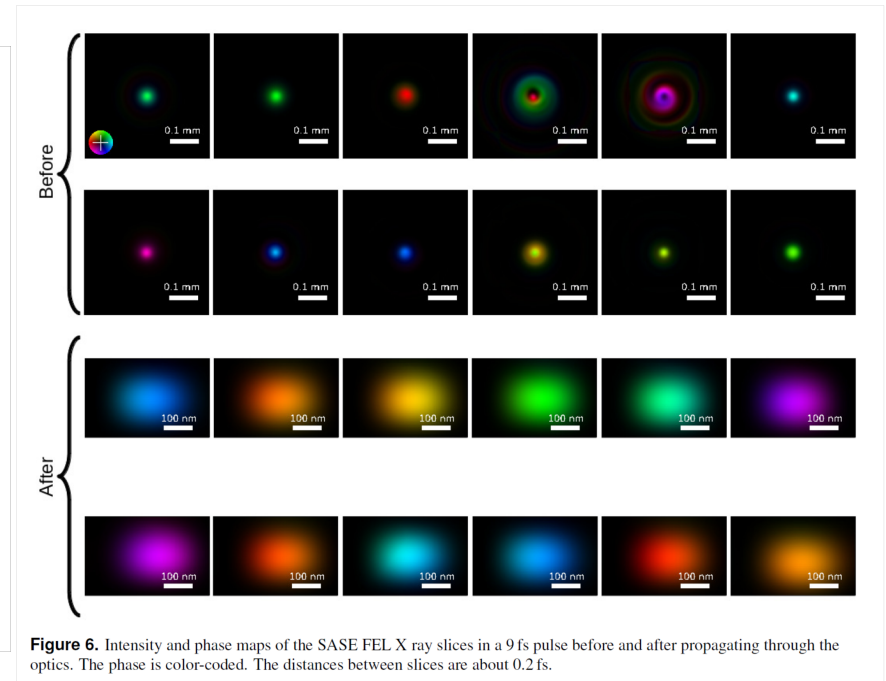 Before
0.1 mm 0.1 mm 0.1 mm 0.1 mm 0.1 mm 0.1 mm
0.1 mm 0.1 mm 0.1 mm 0.1 mm 0.1 mm 0.1 mm
After
100 nm 100 nm 100 nm 100 nm 100 nm 100 nm
100 nm 100 nm 100 nm 100 nm 100 nm 100 nm
Figure 6. Intensity and phase maps of the SASE FEL X ray slices in a 9 fs pulse before and after propagating through the
optics. The phase is color-coded. The distances between slices are about 0.2 fs.